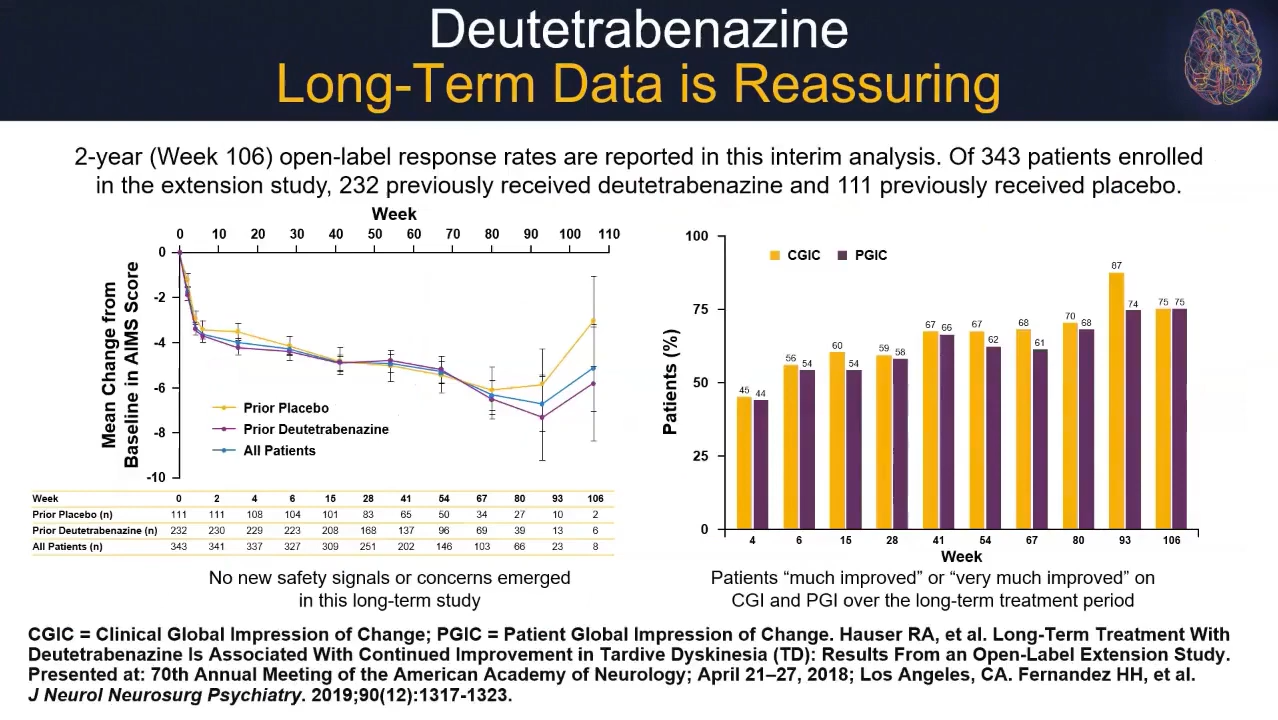 Deutetrabenazine
Long-Term Data is Reassuring
2-year (Week 106) open-label response rates are reported in this interim analysis. Of 343 patients enrolled
in the extension study, 232 previously received deutetrabenazine and 111 previously received placebo.
Week
0 10 20 30 40 50 60 70 80 90 100 110
Mean Change from
Baseline in AIMS Score
0
-2
-4
-6
-8
-10
Prior Placebo
Prior Deutetrabenazine
All Patients
Week 0 2 4 6 15 28 41 54 67 80 93 106
Prior Placebo (n) 111 111 108 104 101 83 65 50 34 27 10 2
Prior Deutetrabenazine (n) 232 230 229 223 208 168 137 96 69 39 13 6
All Patients (n) 343 341 337 327 309 251 202 146 103 66 23 8
No new safety signals or concerns emerged
in this long-term study
Patients (%)
100
75
50
25
0
CGIC PGIC
45 44 56 54 60 54 59 58 67 66 67 62 68 61 70 68 87 74 75 75
4 6 15 28 41 54 67 80 93 106
Week
Patients “much improved” or “very much improved” on
CGI and PGI over the long-term treatment period
CGIC = Clinical Global Impression of Change; PGIC = Patient Global Impression of Change. Hauser RA, et al. Long-Term Treatment With
Deutetrabenazine Is Associated With Continued Improvement in Tardive Dyskinesia (TD): Results From an Open-Label Extension Study.
Presented at: 70th Annual Meeting of the American Academy of Neurology; April 21–27, 2018; Los Angeles, CA. Fernandez HH, et al.
J Neurol Neurosurg Psychiatry. 2019;90(12):1317-1323.